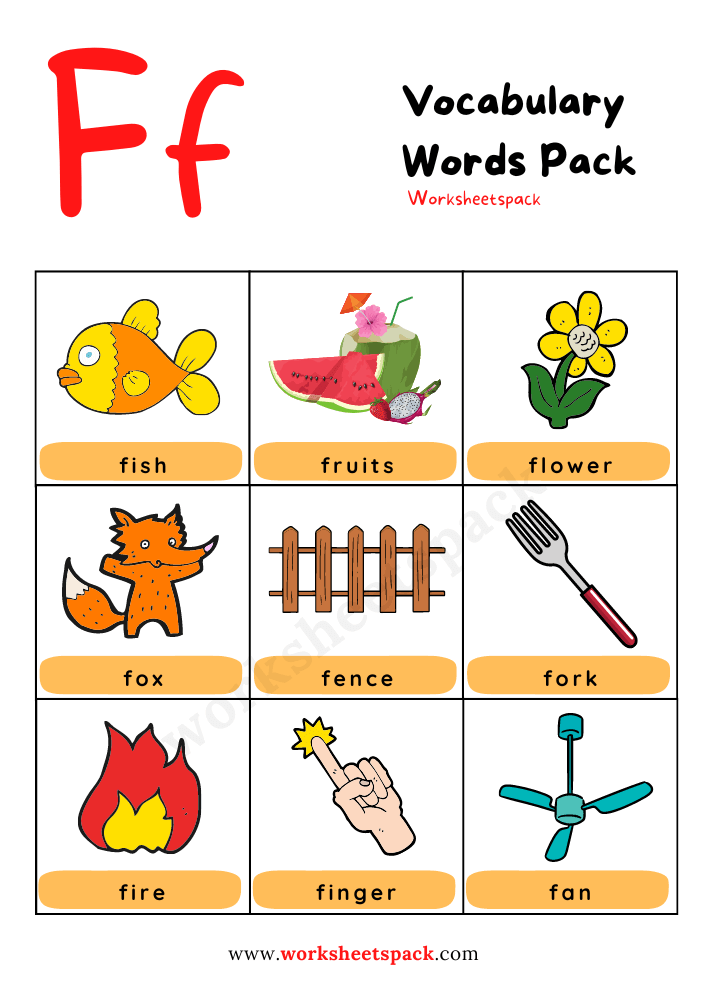 Ff
Vocabulary
Words Pack
Worksheetspack
fish
fruits
flower
fox
fence
fork
fire
finger
fan
worksheetspack
www.worksheetspack.com